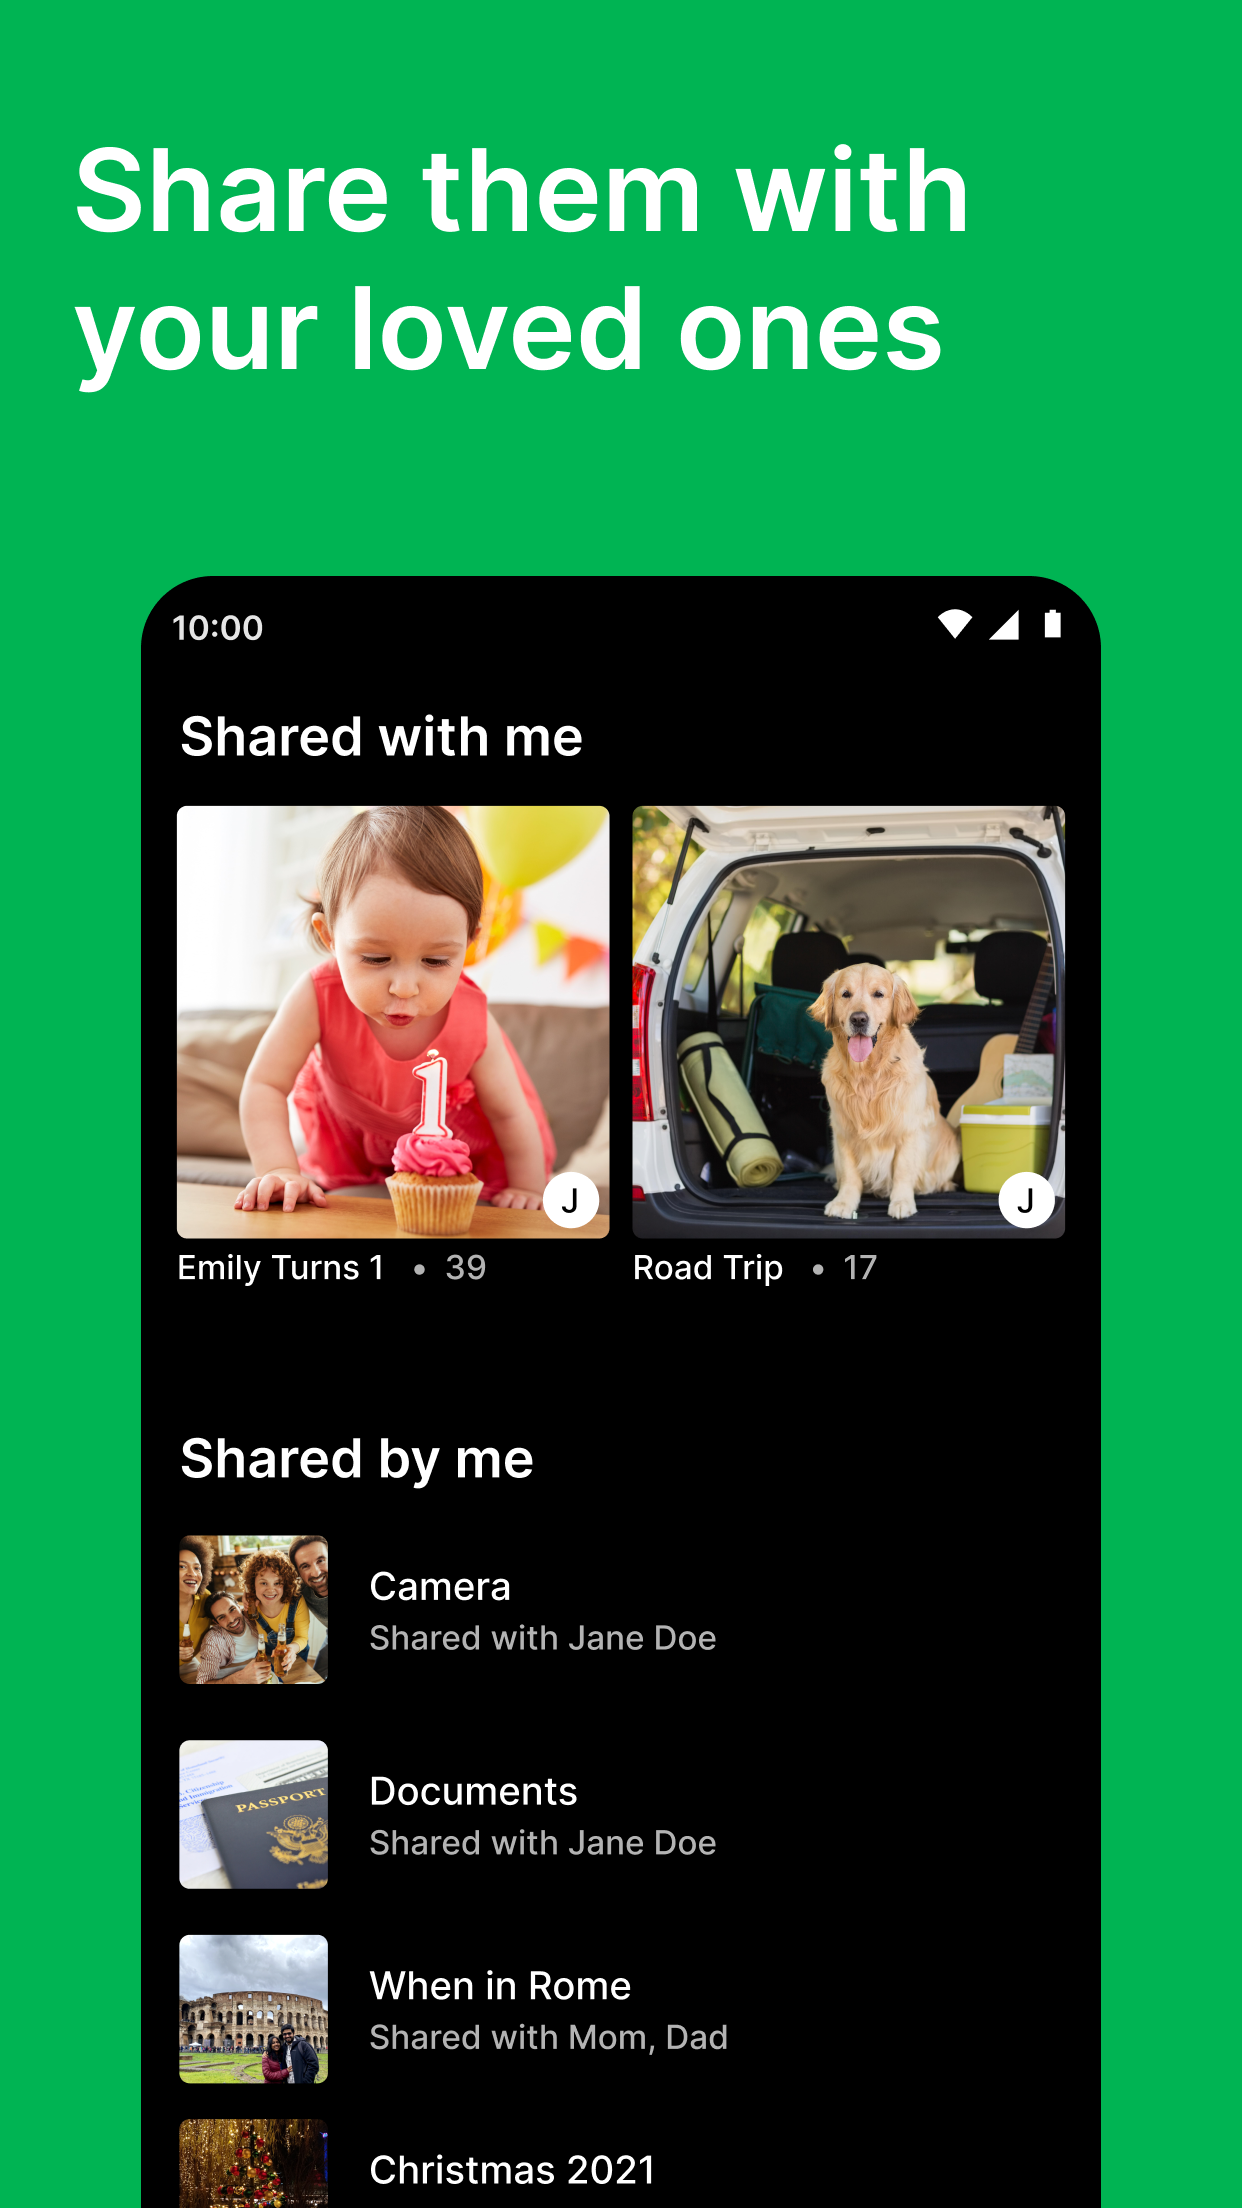 Share them with
your loved ones
10:00
Shared with me
J
J
Emily Turns 1 • 39
Road Trip • 17
Shared by me
Camera
Shared with Jane Doe
PASSPORT
Documents
Shared with Jane Doe
When in Rome
Shared with Mom, Dad
Christmas 2021